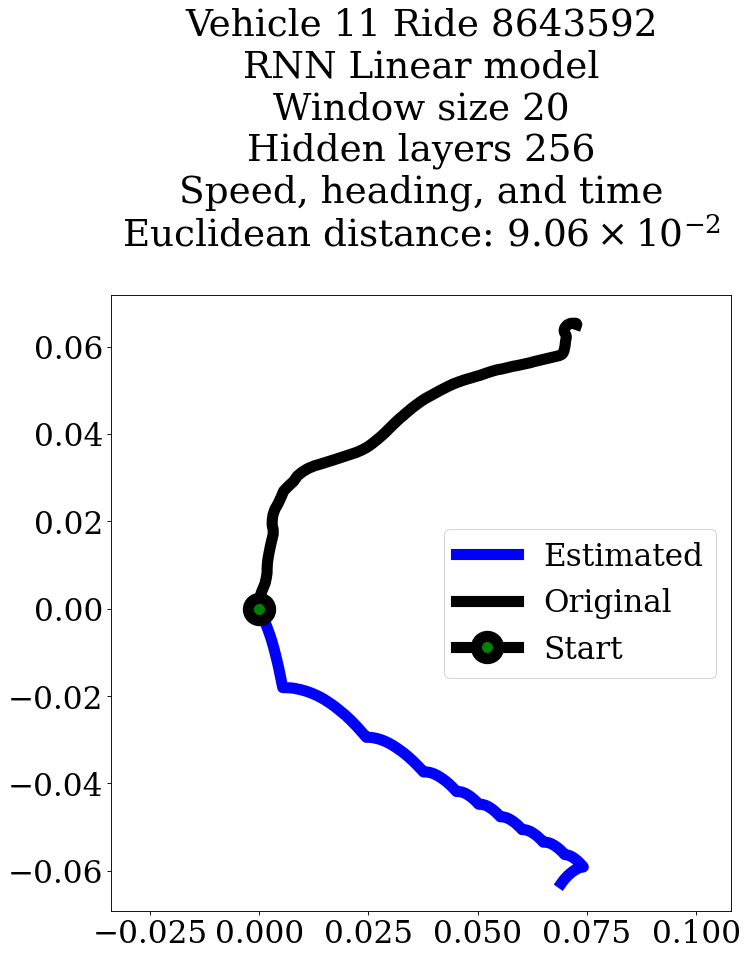 Vehicle 11 Ride 8643592
RNN Linear model
Window size 20
Hidden layers 256
Speed, heading, and time
Euclidean distance: 9.06 × 10⁻²
0.06
0.04
0.02
0.00
−0.02
−0.04
−0.06
Estimated
Original
Start
−0.025 0.000 0.025 0.050 0.075 0.100